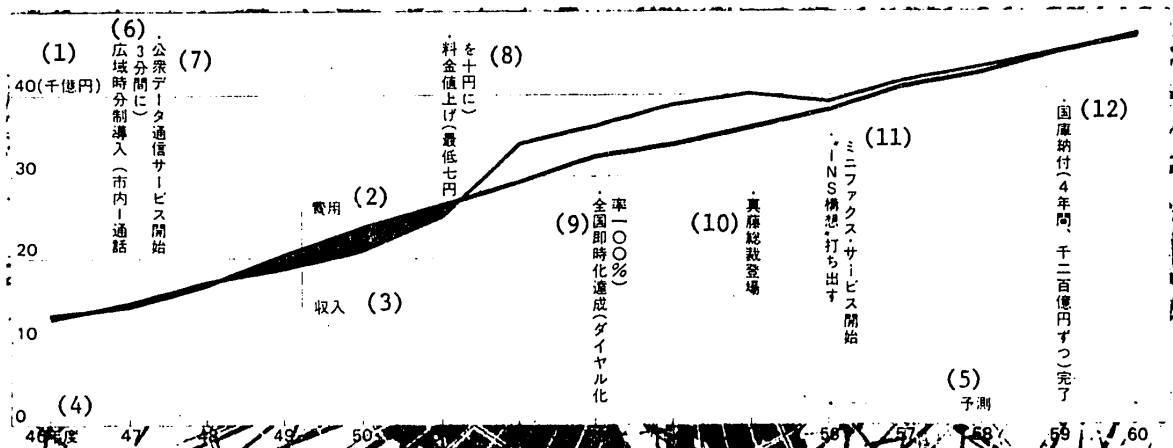 (1)
40(千億円)
30
20
10
0
(2)
費用
(3)
収入
(4)
46年度
47
48
49
50
56
57
58
59
60
(5)
予測
(6)
広域時分制導入(市内一通話
3分間に)
(7)
・公衆データ通信サービス開始
(8)
・料金値上げ(最低七円
を十円に)
(9)
・全国即時化達成(ダイヤル化
率一〇〇%)
(10)
・真藤総裁登場
(11)
“INS構想”打ち出す
ミニファクス・サービス開始
(12)
・国庫納付(4年間、千二百億円ずつ)完了